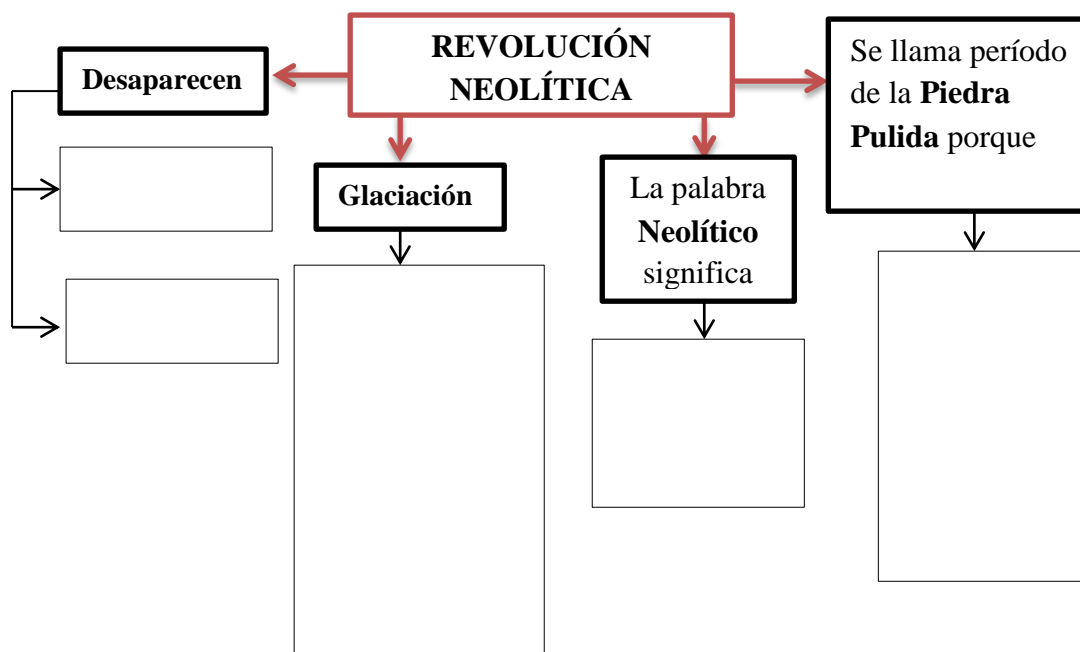 REVOLUCIÓN
NEOLÍTICA
Desaparecen
Glaciación
La palabra
Neolítico
significa
Se llama período
de la Piedra
Pulida porque